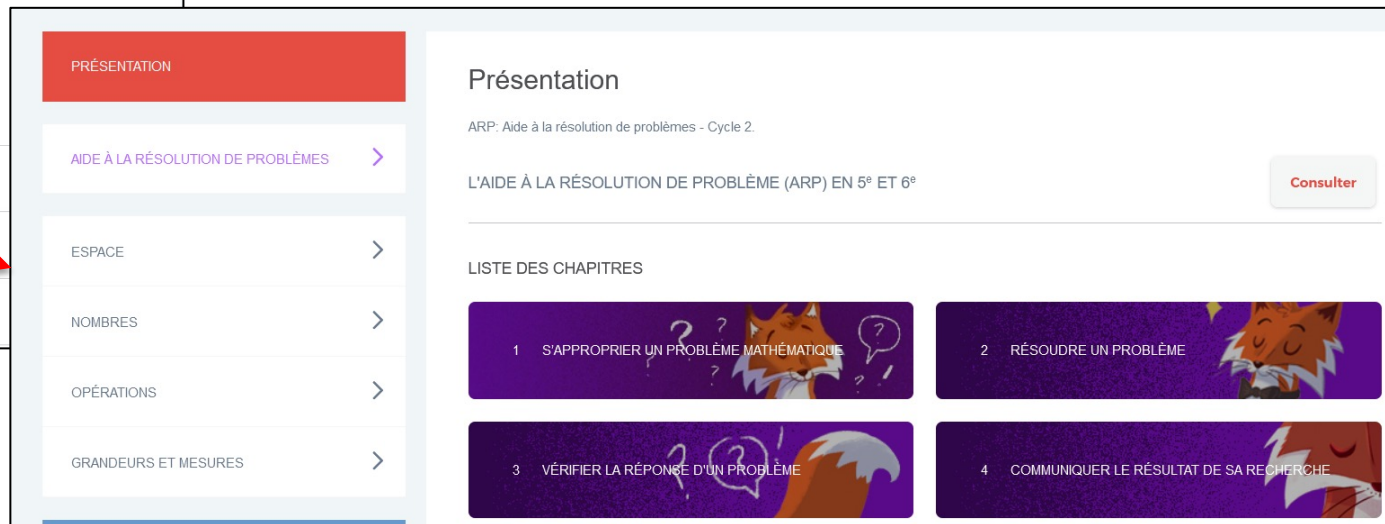 PRÉSENTATION
AIDE À LA RÉSOLUTION DE PROBLÈMES
ESPACE
NOMBRES
OPÉRATIONS
GRANDEURS ET MESURES
Présentation
ARP: Aide à la résolution de problèmes - Cycle 2.
L'AIDE À LA RÉSOLUTION DE PROBLÈME (ARP) EN 5ᵉ ET 6ᵉ
Consulter
LISTE DES CHAPITRES
1 S'APPROPRIER UN PROBLÈME MATHÉMATIQUE
2 RÉSOUDRE UN PROBLÈME
3 VÉRIFIER LA RÉPONSE D'UN PROBLÈME
4 COMMUNIQUER LE RÉSULTAT DE SA RECHERCHE